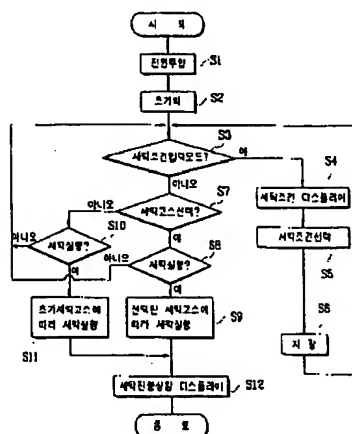 시 작
전원투입
S1
초기화
S2
S3
세탁조건입력모드?
여
아니오
S4
세탁조건 디스플레이
S7
세탁코스선택?
아니오
여
S10
세탁조건선택
S5
아니오
세탁실행?
S8
아니오
세탁실행?
여
여
S6
저 장
초기세탁코스에
따라 세탁실행
선택된 세탁코스에
따라 세탁실행
S9
S11
세탁진행상황 디스플레이
S12
종 료